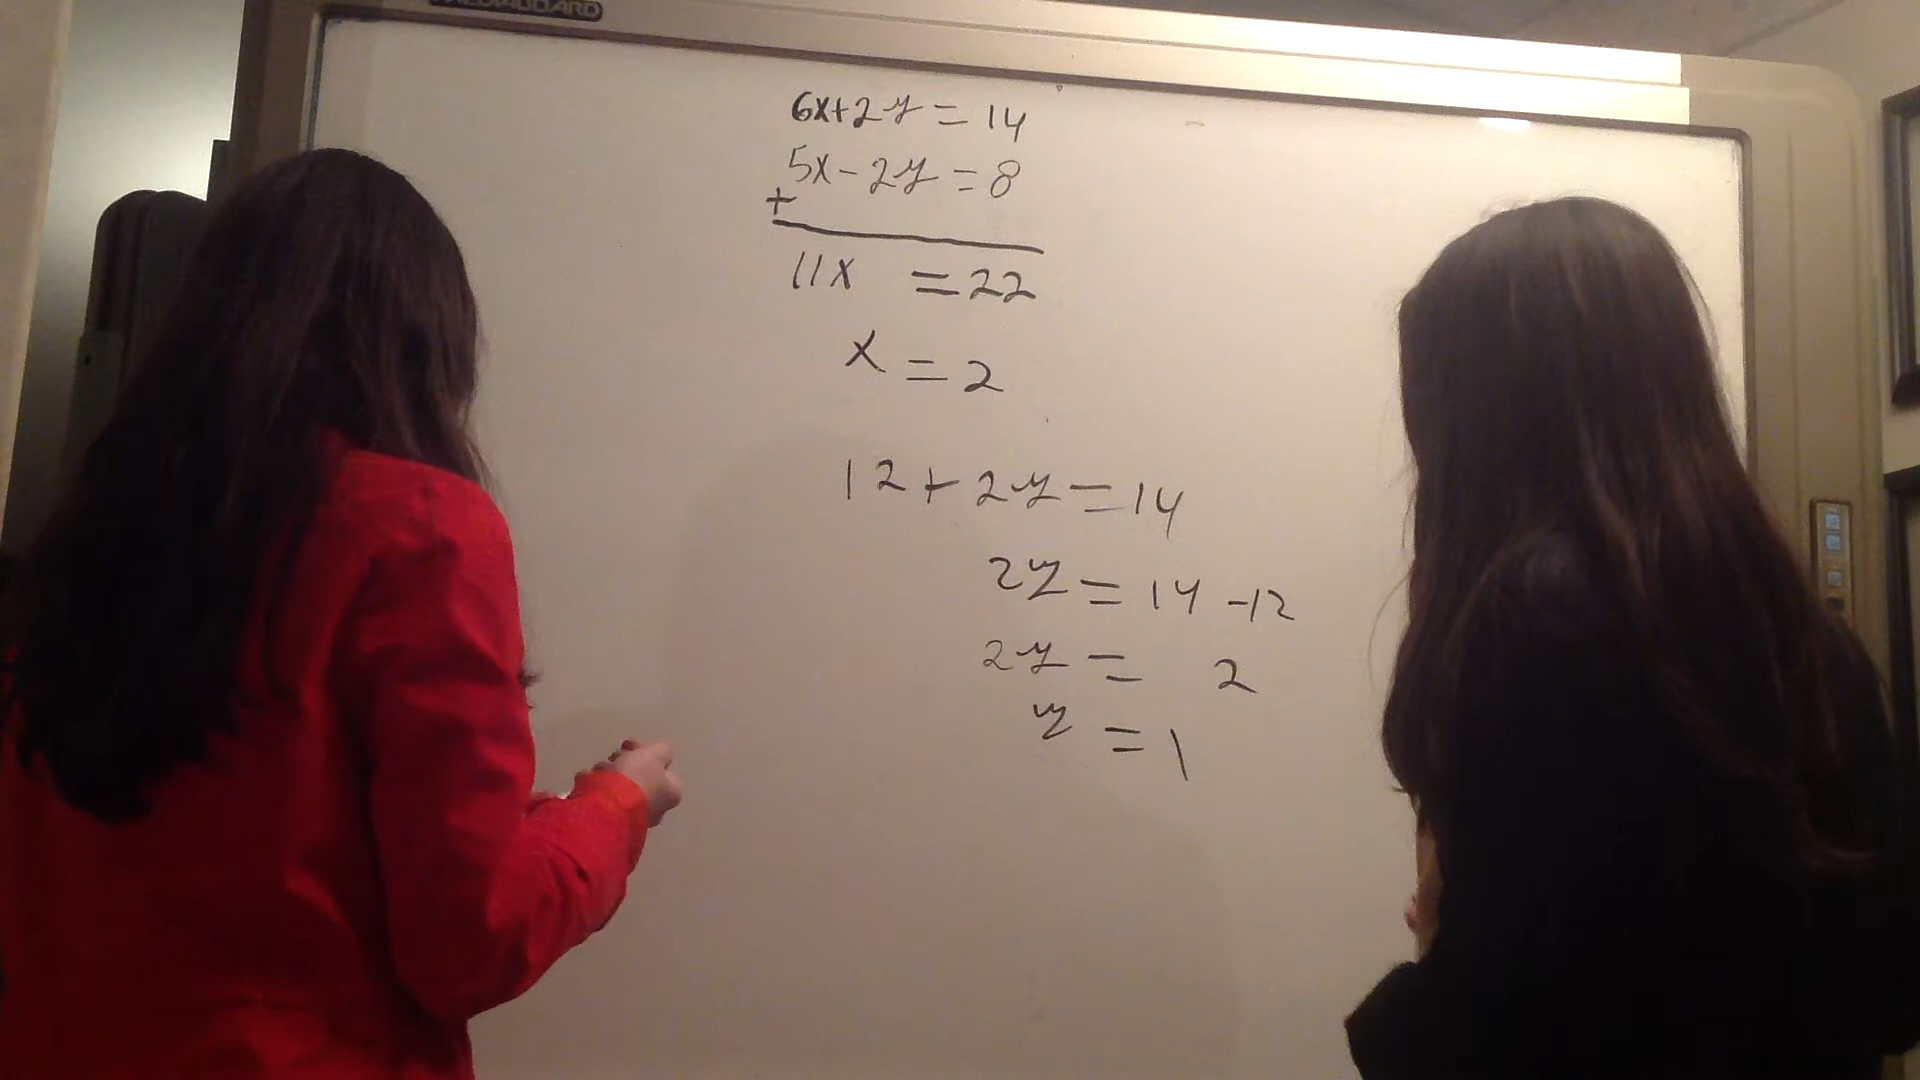 6x+2y=14
5x-2y=8
+
11x =22
x=2
12+2y=14
2y=14-12
2y= 2
y=1